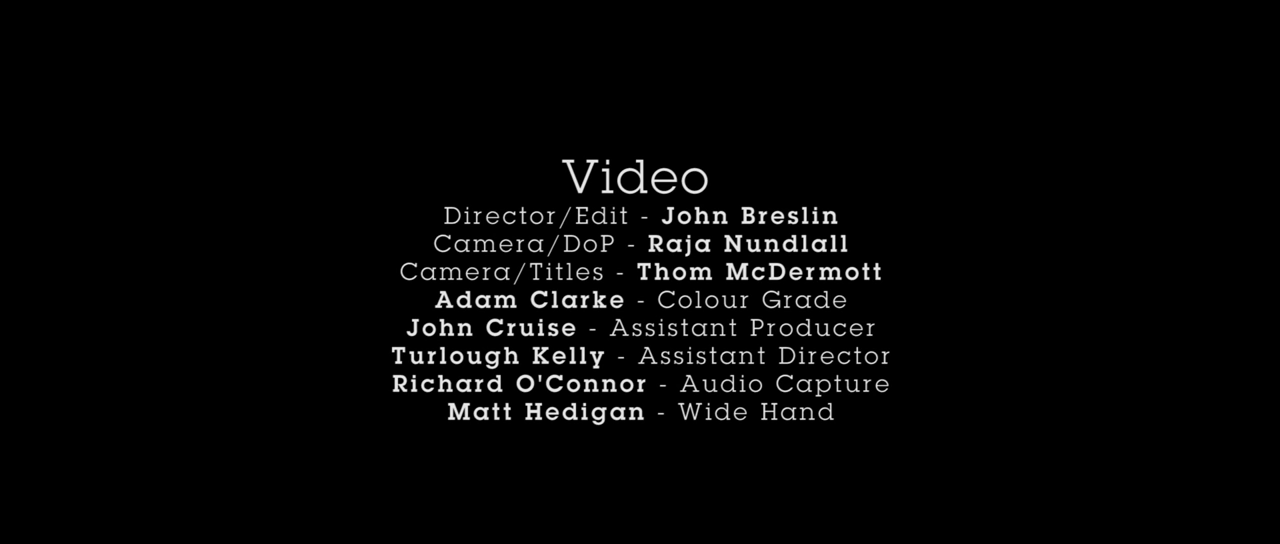 Video
Director/Edit - John Breslin
Camera/DoP - Raja Nundlall
Camera/Titles - Thom McDermott
Adam Clarke - Colour Grade
John Cruise - Assistant Producer
Turlough Kelly - Assistant Director
Richard O'Connor - Audio Capture
Matt Hedigan - Wide Hand